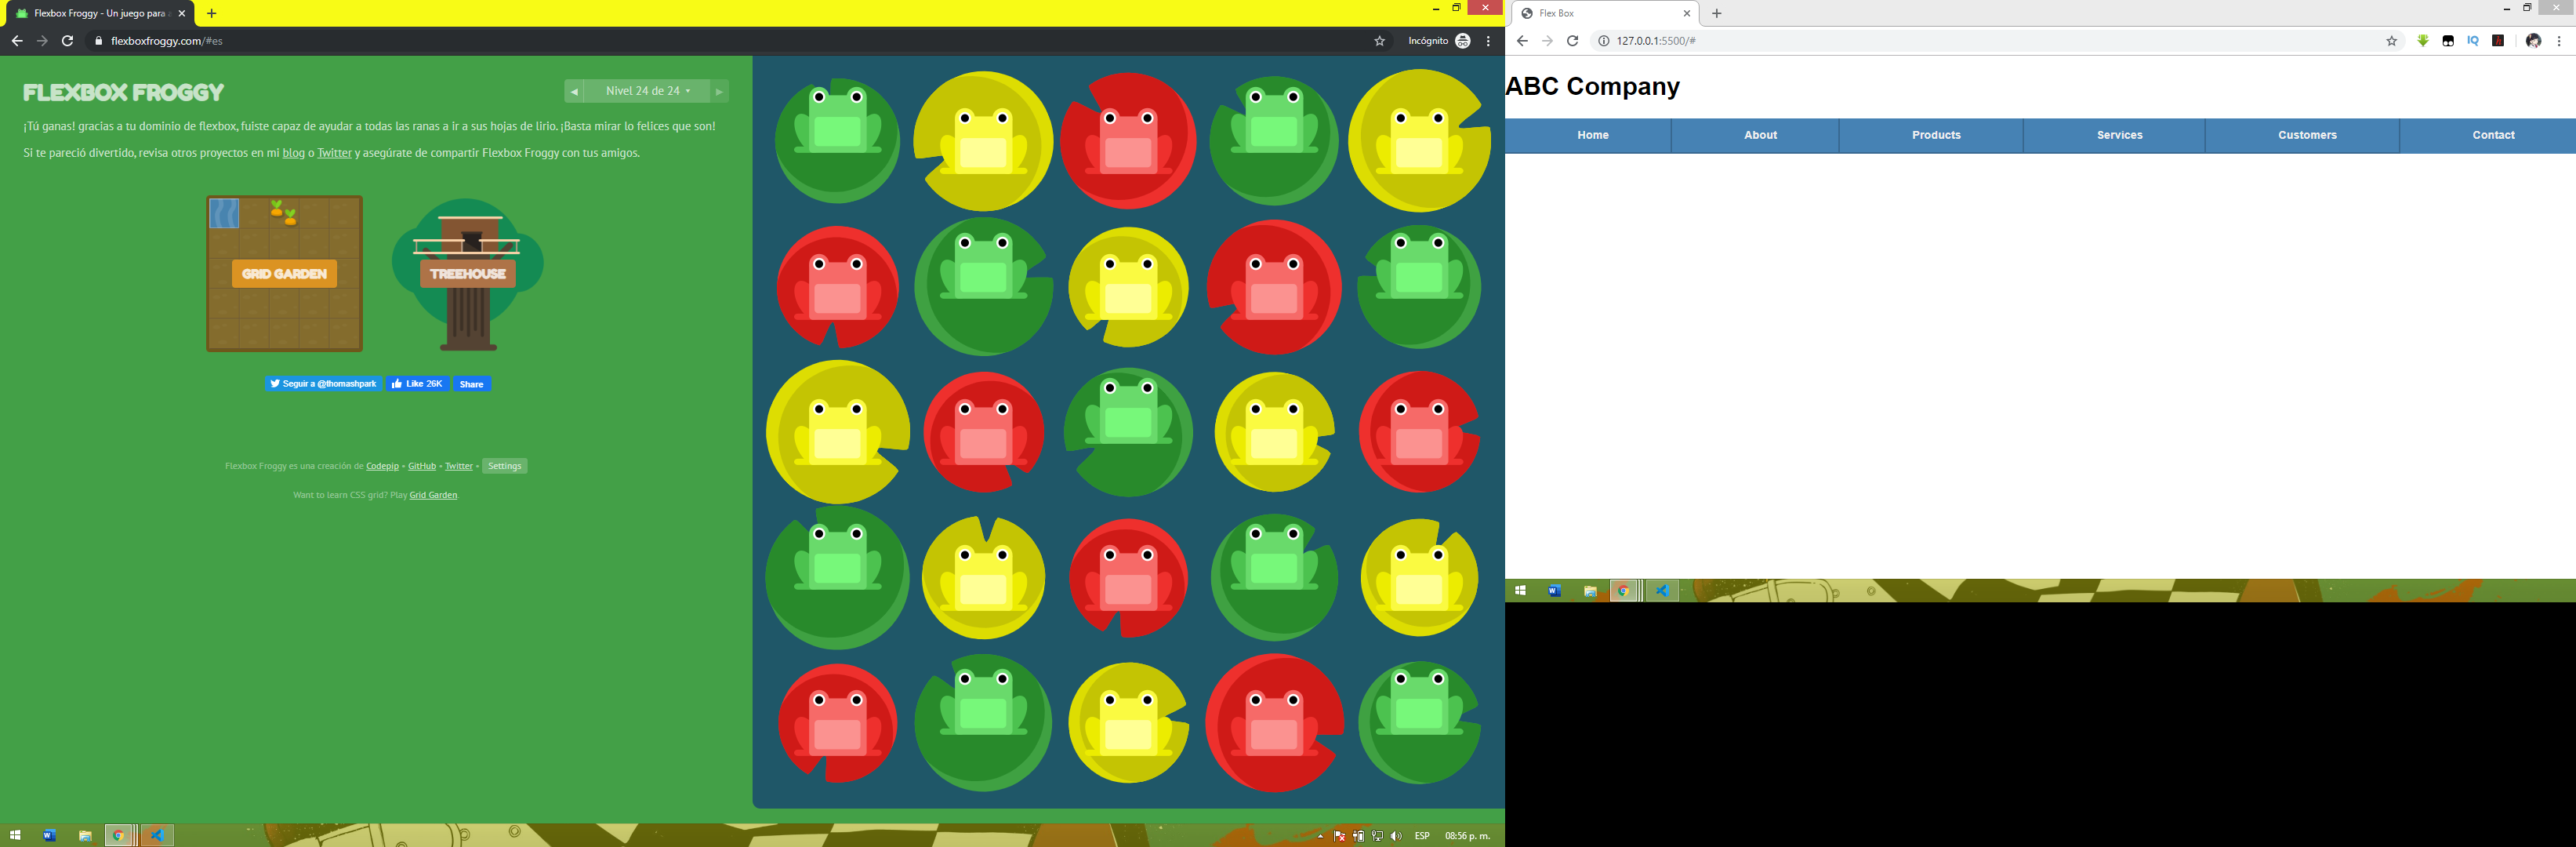 Flexbox Froggy - Un juego para a
flexboxfroggy.com/#es
Incógnito
FLEXBOX FROGGY
Nivel 24 de 24
¡Tú ganas! gracias a tu dominio de flexbox, fuiste capaz de ayudar a todas las ranas a ir a sus hojas de lirio. ¡Basta mirar lo felices que son!
Si te pareció divertido, revisa otros proyectos en mi blog o Twitter y asegúrate de compartir Flexbox Froggy con tus amigos.
GRID GARDEN
TREEHOUSE
Seguir a @thomashpark
Like 26K
Share
Flexbox Froggy es una creación de Codepip • GitHub • Twitter • Settings
Want to learn CSS grid? Play Grid Garden.
ESP
08:56 p. m.
Flex Box
127.0.0.1:5500/#
IQ
ABC Company
Home About Products Services Customers Contact